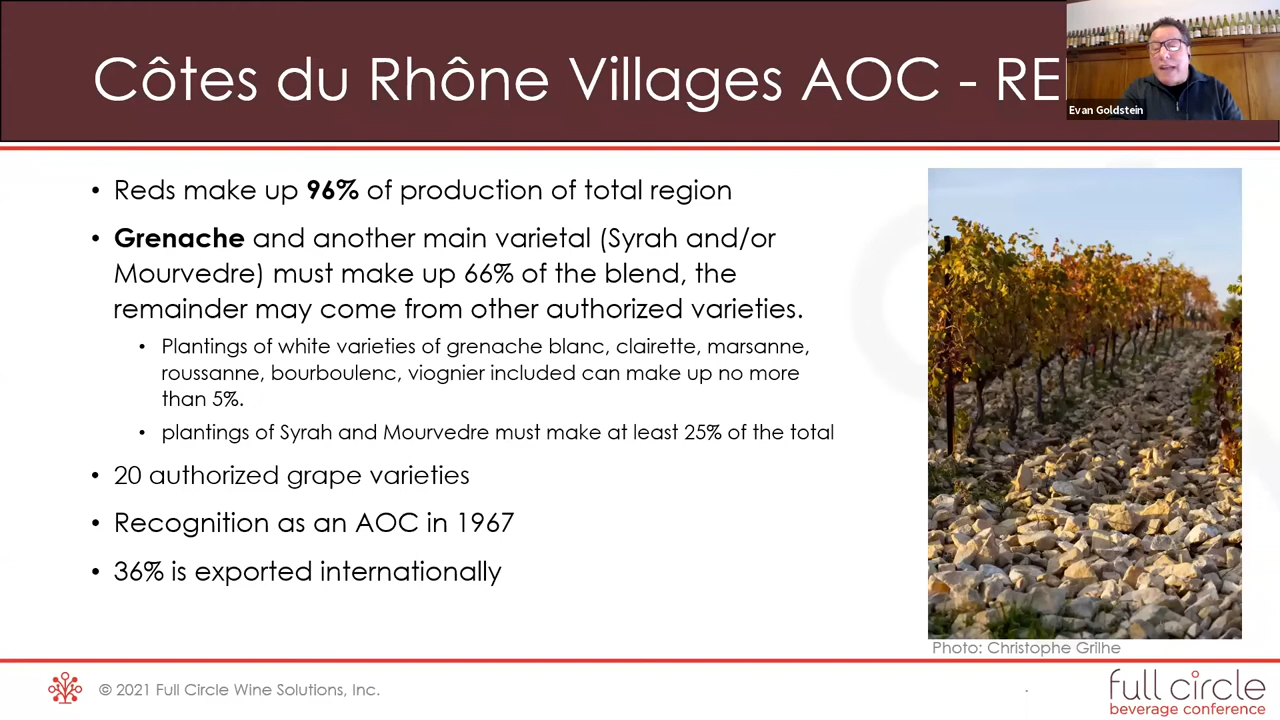 Côtes du Rhône Villages AOC - RE
Evan Goldstein
• Reds make up 96% of production of total region
• Grenache and another main varietal (Syrah and/or
Mourvedre) must make up 66% of the blend, the
remainder may come from other authorized varieties.
• Plantings of white varieties of grenache blanc, clairette, marsanne,
roussanne, bourboulenc, viognier included can make up no more
than 5%.
• plantings of Syrah and Mourvedre must make at least 25% of the total
• 20 authorized grape varieties
• Recognition as an AOC in 1967
• 36% is exported internationally
Photo: Christophe Grilhe
© 2021 Full Circle Wine Solutions, Inc.
full circle
beverage conference